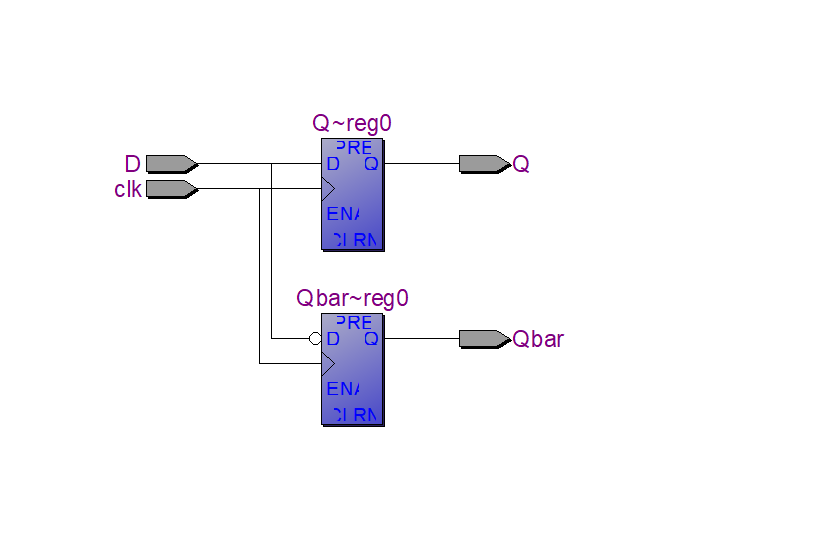 Q~reg0
PRE
D
D Q
Q
clk
ENA
CLRN
Qbar~reg0
PRE
D Q
Qbar
ENA
CLRN